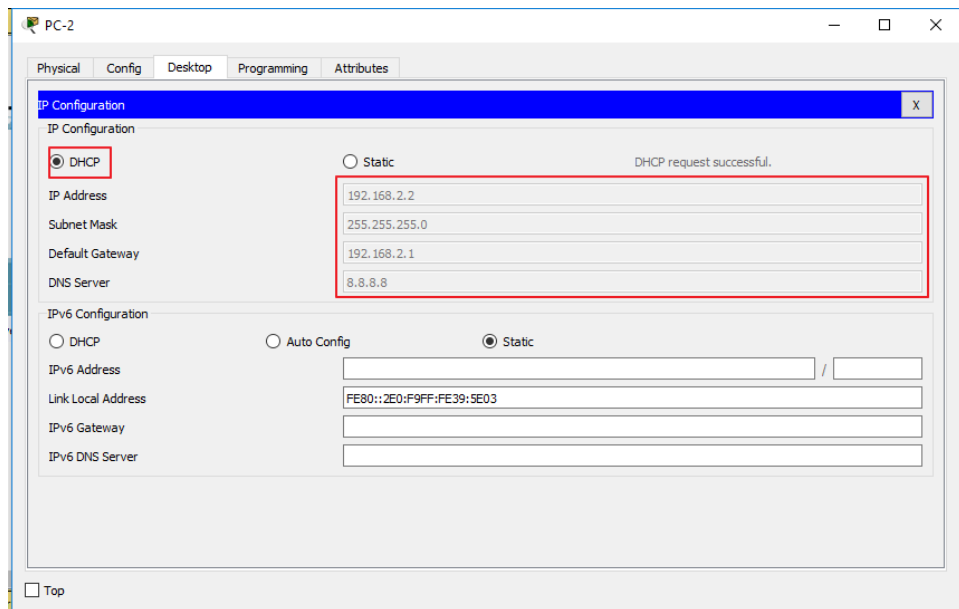 PC-2
Physical Config Desktop Programming Attributes
IP Configuration X
IP Configuration
DHCP Static DHCP request successful.
IP Address 192.168.2.2
Subnet Mask 255.255.255.0
Default Gateway 192.168.2.1
DNS Server 8.8.8.8
IPv6 Configuration
DHCP Auto Config Static
IPv6 Address /
Link Local Address FE80::2E0:F9FF:FE39:5E03
IPv6 Gateway
IPv6 DNS Server
Top